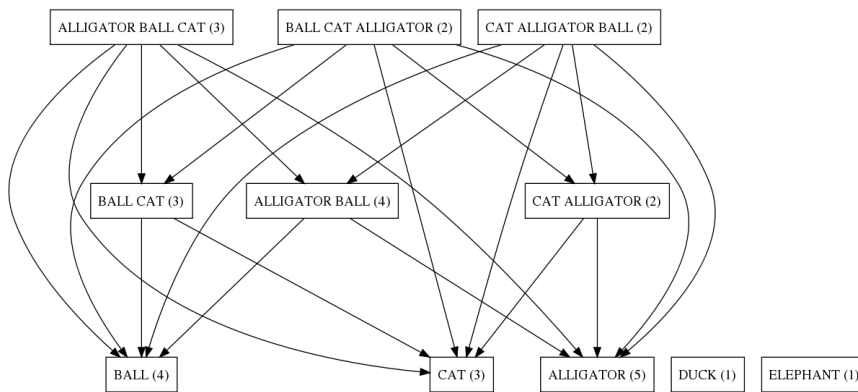 ALLIGATOR BALL CAT (3)
BALL CAT ALLIGATOR (2)
CAT ALLIGATOR BALL (2)
BALL CAT (3)
ALLIGATOR BALL (4)
CAT ALLIGATOR (2)
BALL (4)
CAT (3)
ALLIGATOR (5)
DUCK (1)
ELEPHANT (1)